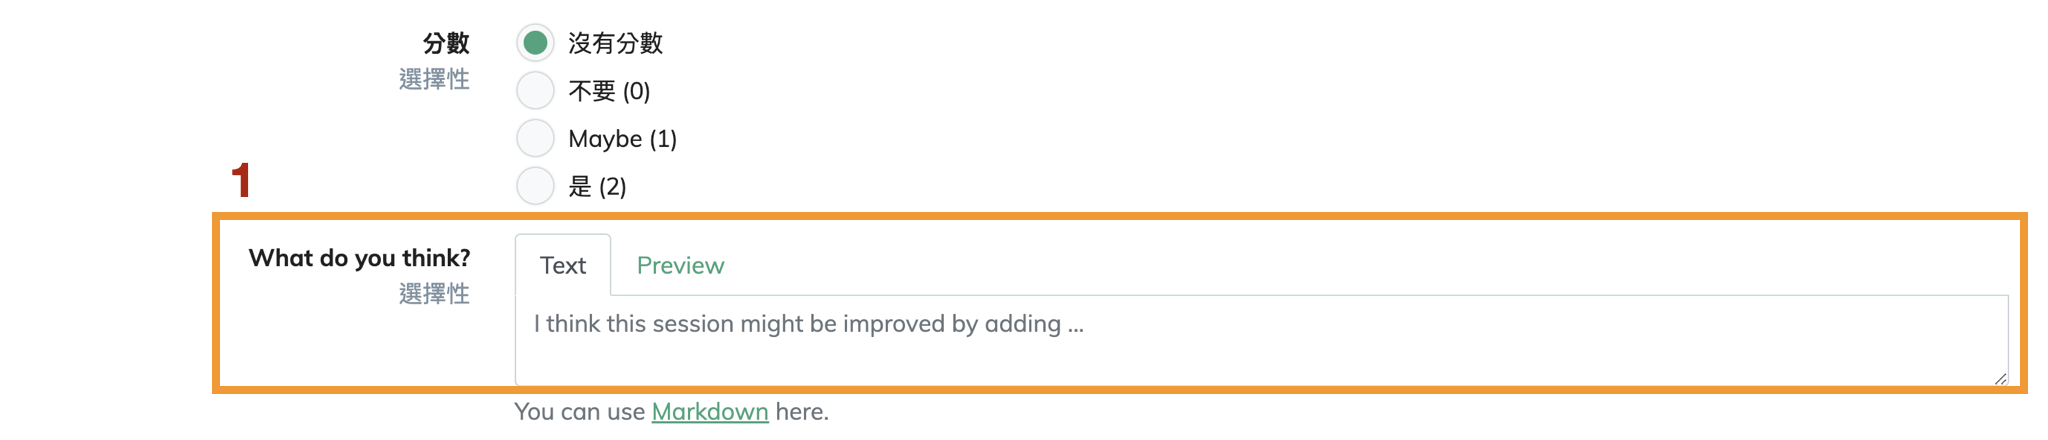 分數
選擇性
沒有分數
不要 (0)
Maybe (1)
是 (2)
1
What do you think?
選擇性
Text Preview
I think this session might be improved by adding ...
You can use Markdown here.